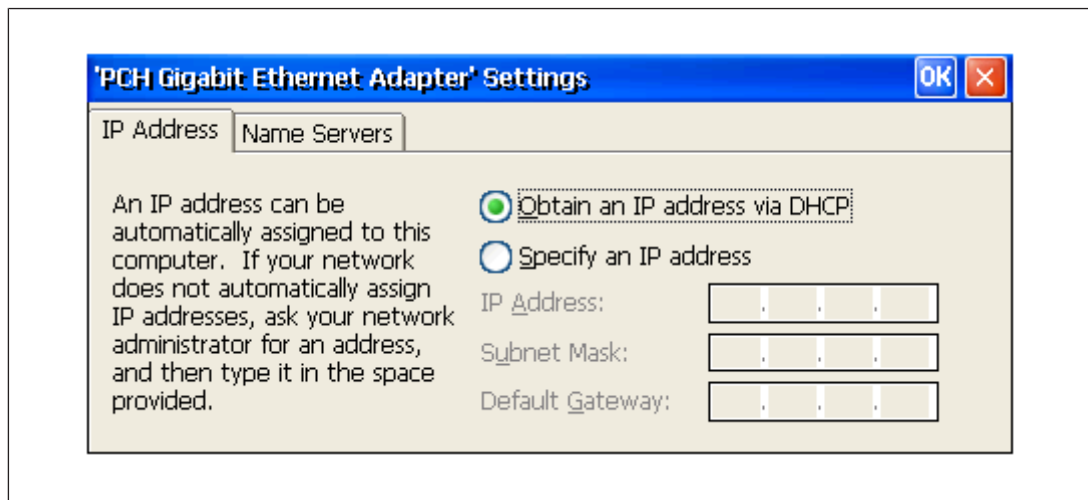 'PCH Gigabit Ethernet Adapter' Settings
OK
IP Address
Name Servers
An IP address can be
automatically assigned to this
computer. If your network
does not automatically assign
IP addresses, ask your network
administrator for an address,
and then type it in the space
provided.
Obtain an IP address via DHCP
Specify an IP address
IP Address:
. . .
Subnet Mask:
. . .
Default Gateway:
. . .